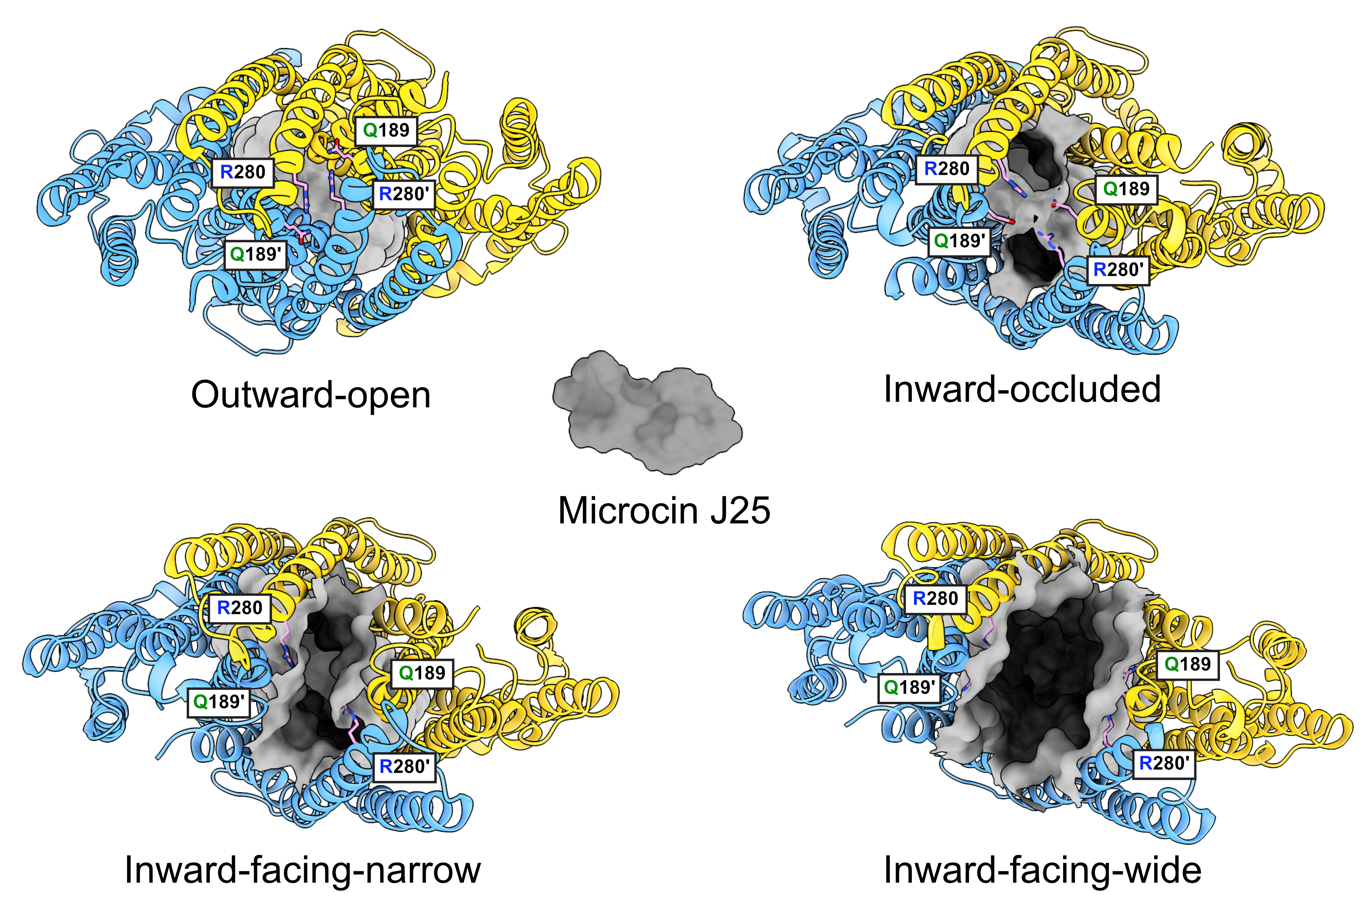 Q189
R280
R280'
Q189'
Outward-open
R280
Q189
Q189'
R280'
Inward-occluded
Microcin J25
R280
Q189
Q189'
R280'
Inward-facing-narrow
R280
Q189
Q189'
R280'
Inward-facing-wide